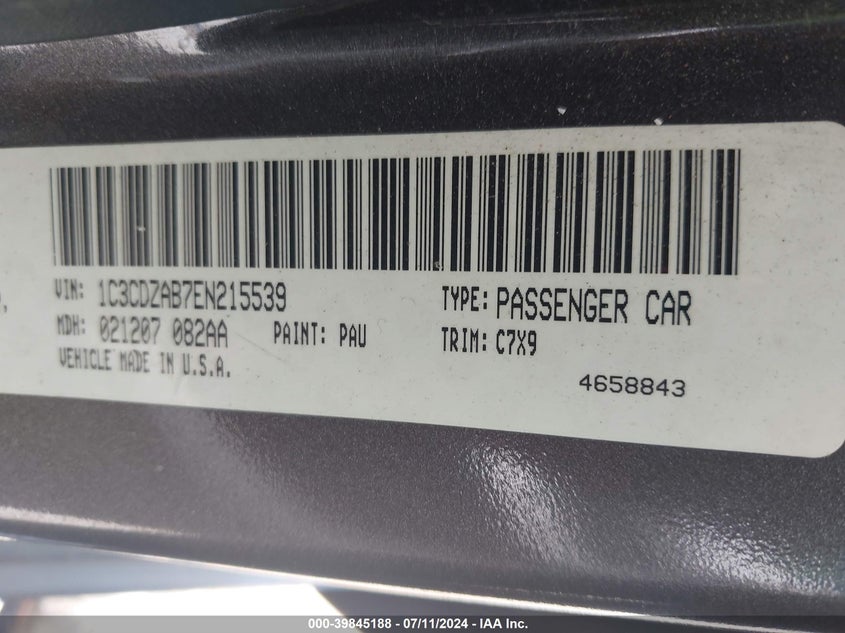 VIN: 1C3CDZAB7EN215539 TYPE: PASSENGER CAR
MDH: 021207 082AA PAINT: PAU TRIM: C7X9
VEHICLE MADE IN U.S.A.
4658843
000-39845188 - 07/11/2024 - IAA Inc.